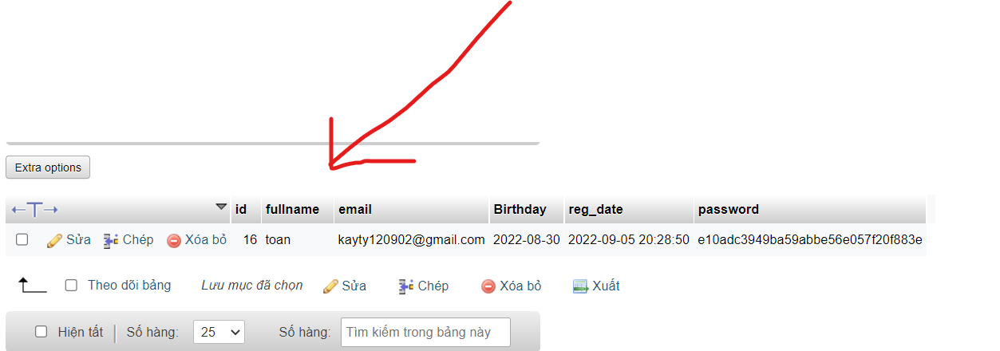 Extra options
id fullname email Birthday reg_date password
Sửa Chép Xóa bỏ 16 toan kayty120902@gmail.com 2022-08-30 2022-09-05 20:28:50 e10adc3949ba59abbe56e057f20f883e
Theo dõi bảng Lưu mục đã chọn Sửa Chép Xóa bỏ Xuất
Hiện tất Số hàng: 25 Số hàng: Tìm kiếm trong bảng này